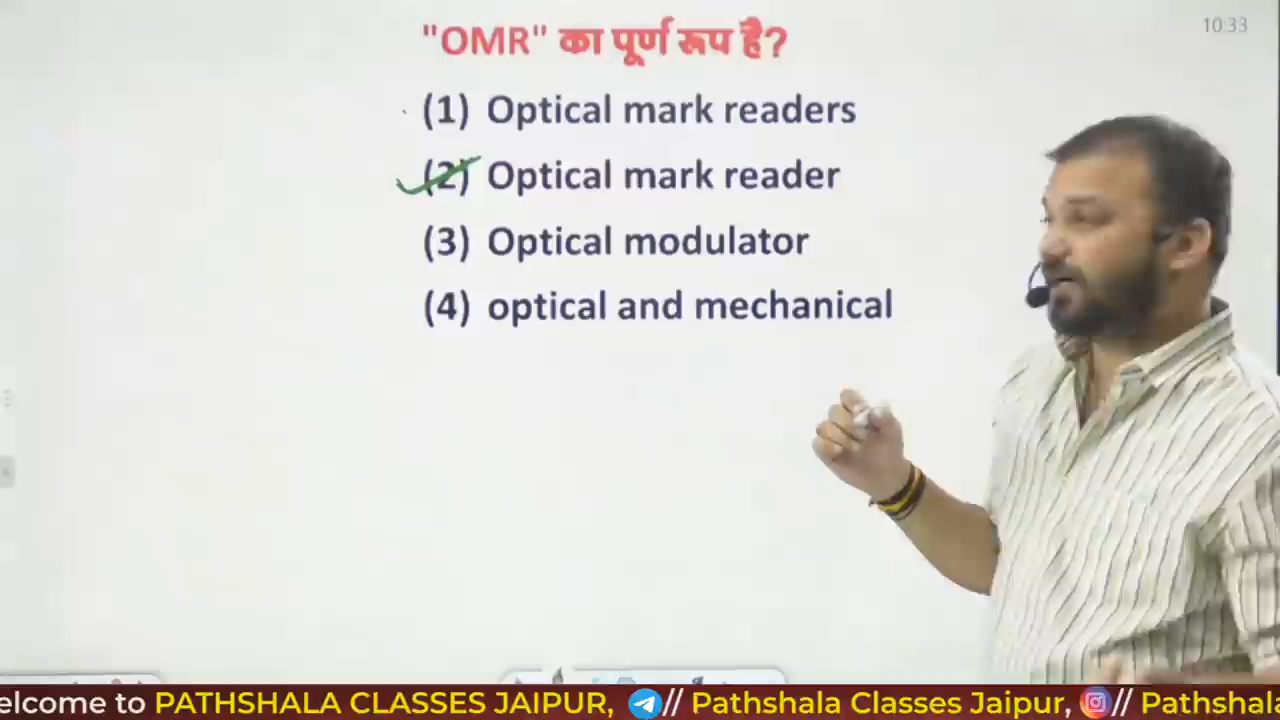 10:33
"OMR" का पूर्ण रूप है?
(1) Optical mark readers
(2) Optical mark reader
(3) Optical modulator
(4) optical and mechanical
elcome to PATHSHALA CLASSES JAIPUR, // Pathshala Classes Jaipur, // Pathshala